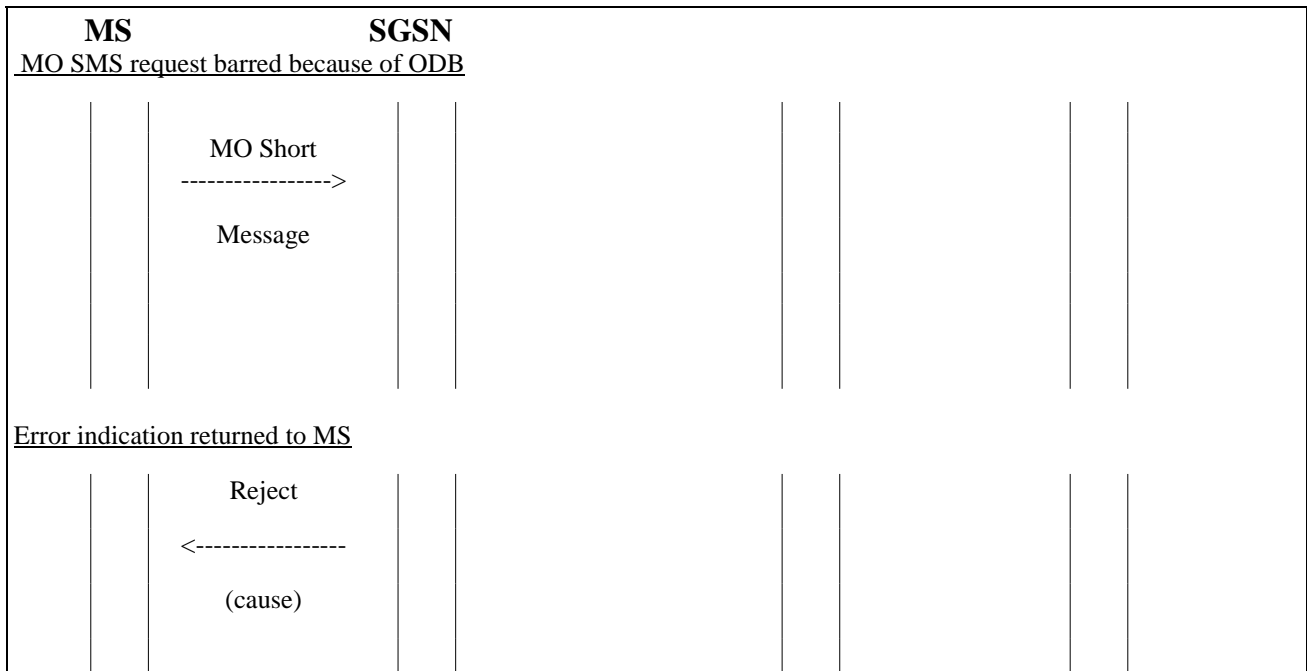 MS SGSN
MO SMS request barred because of ODB
MO Short
----------------->
Message
Error indication returned to MS
Reject
<-----------------
(cause)